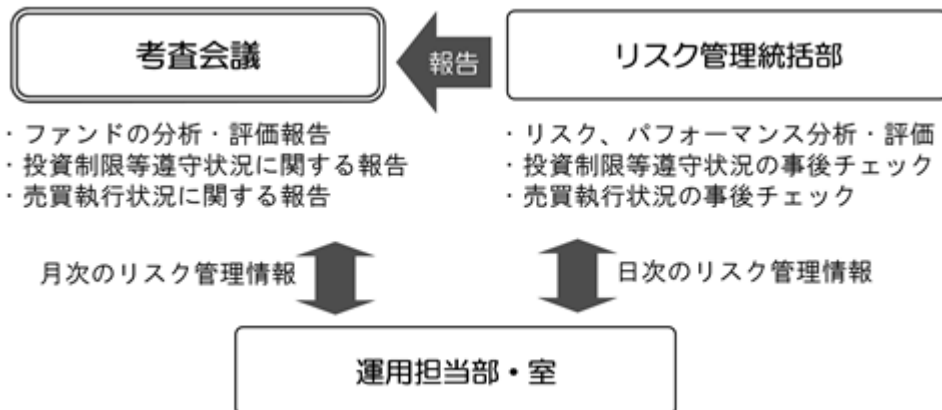 考査会議
報告
リスク管理統括部
・ファンドの分析・評価報告
・投資制限等遵守状況に関する報告
・売買執行状況に関する報告
・リスク、パフォーマンス分析・評価
・投資制限等遵守状況の事後チェック
・売買執行状況の事後チェック
月次のリスク管理情報
日次のリスク管理情報
運用担当部・室